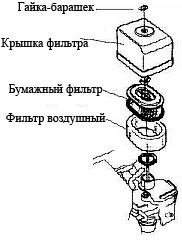 Гайка-барашек
Крышка фильтра
Бумажный фильтр
Фильтр воздушный